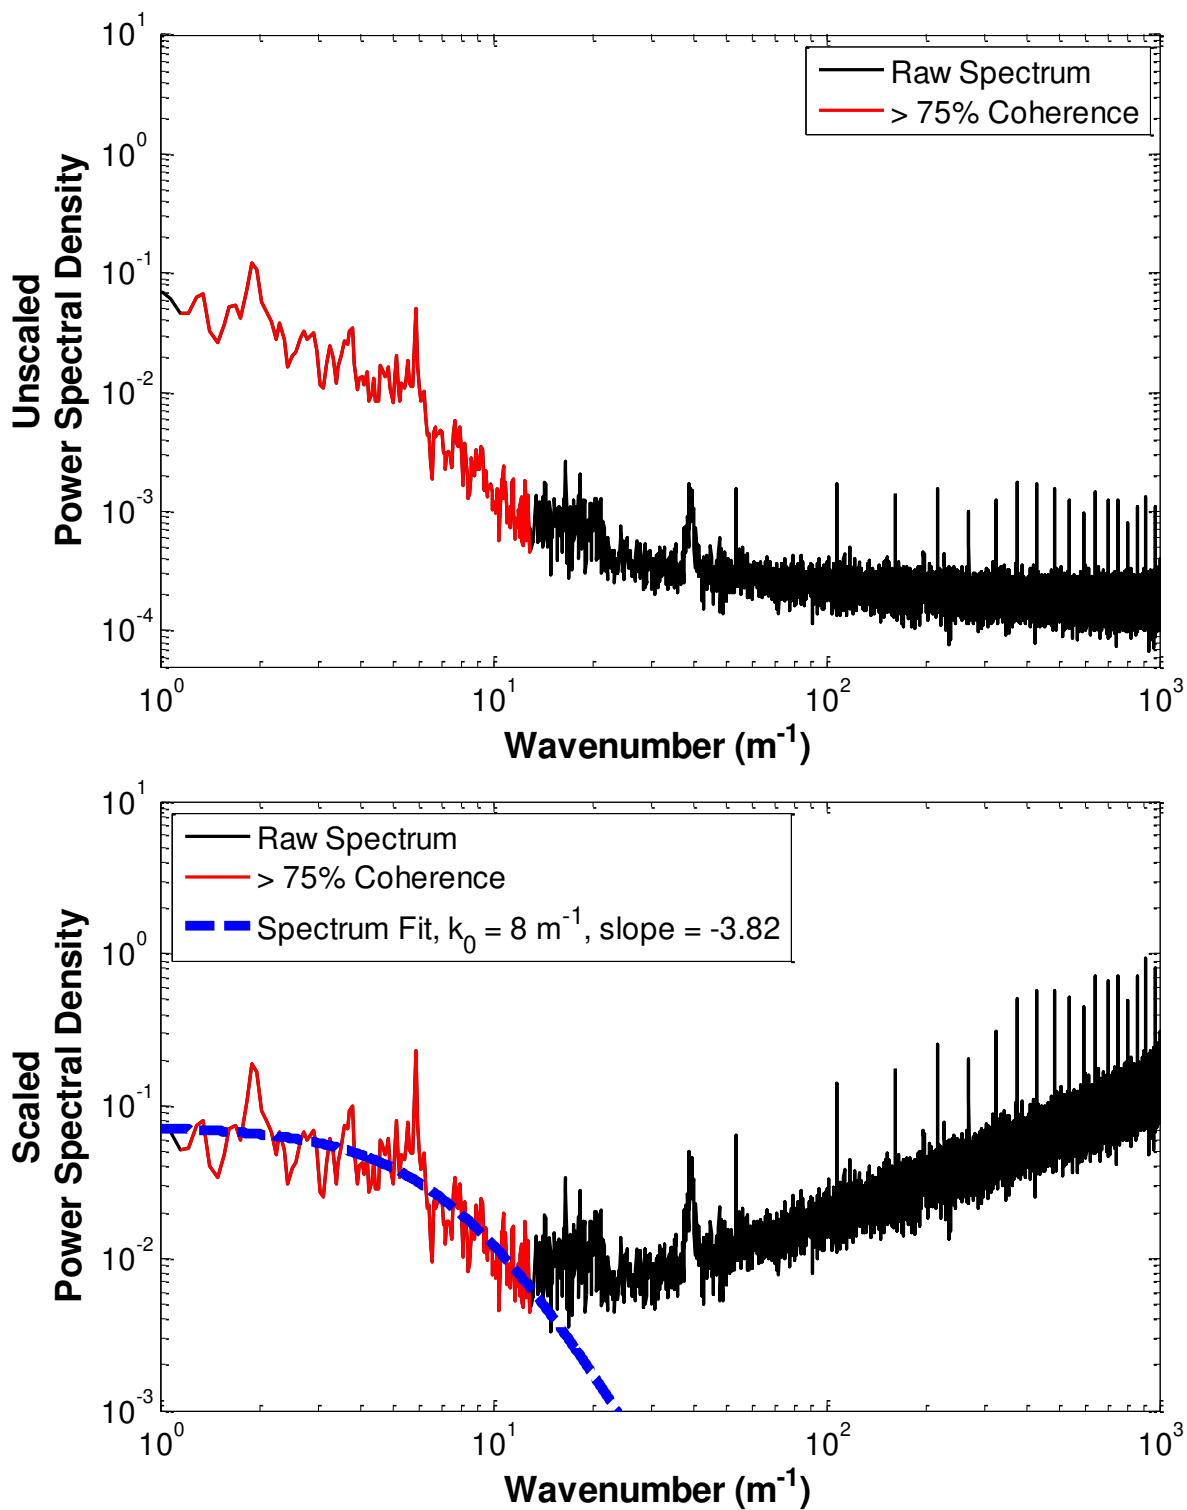 10^1
10^0
10^-1
10^-2
10^-3
10^-4
Unscaled
Power Spectral Density
Raw Spectrum
> 75% Coherence
10^0
10^1
10^2
10^3
Wavenumber (m^-1)
10^1
10^0
10^-1
10^-2
10^-3
Scaled
Power Spectral Density
Raw Spectrum
> 75% Coherence
Spectrum Fit, k_0 = 8 m^-1, slope = -3.82
10^0
10^1
10^2
10^3
Wavenumber (m^-1)